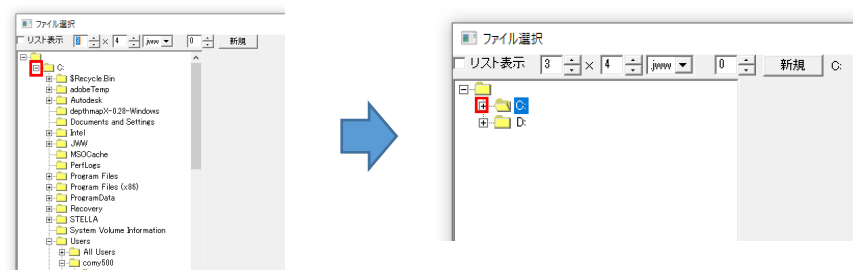 ファイル選択
リスト表示 3 × 4 jww 0 新規
C:
$Recycle.Bin
adobeTemp
Autodesk
depthmapX-0.28-Windows
Documents and Settings
Intel
JWW
MSOCache
PerfLogs
Program Files
Program Files (x86)
ProgramData
Recovery
STELLA
System Volume Information
Users
All Users
comy500
ファイル選択
リスト表示 3 × 4 jww 0 新規 C:
C:
D: